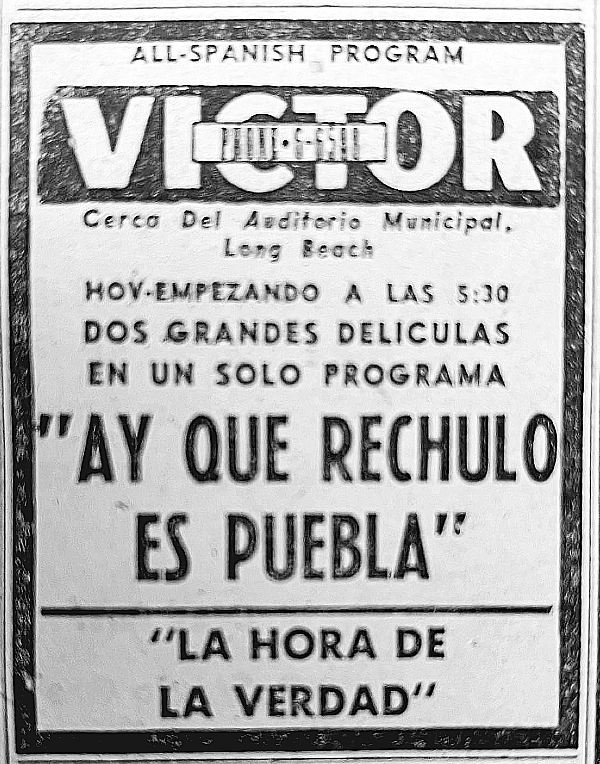 ALL-SPANISH PROGRAM
VICTOR
PHONE
Cerca Del Auditorio Municipal,
Long Beach
HOY-EMPEZANDO A LAS 5:30
DOS GRANDES DELICULAS
EN UN SOLO PROGRAMA
"AY QUE RECHULO
ES PUEBLA"
"LA HORA DE
LA VERDAD"